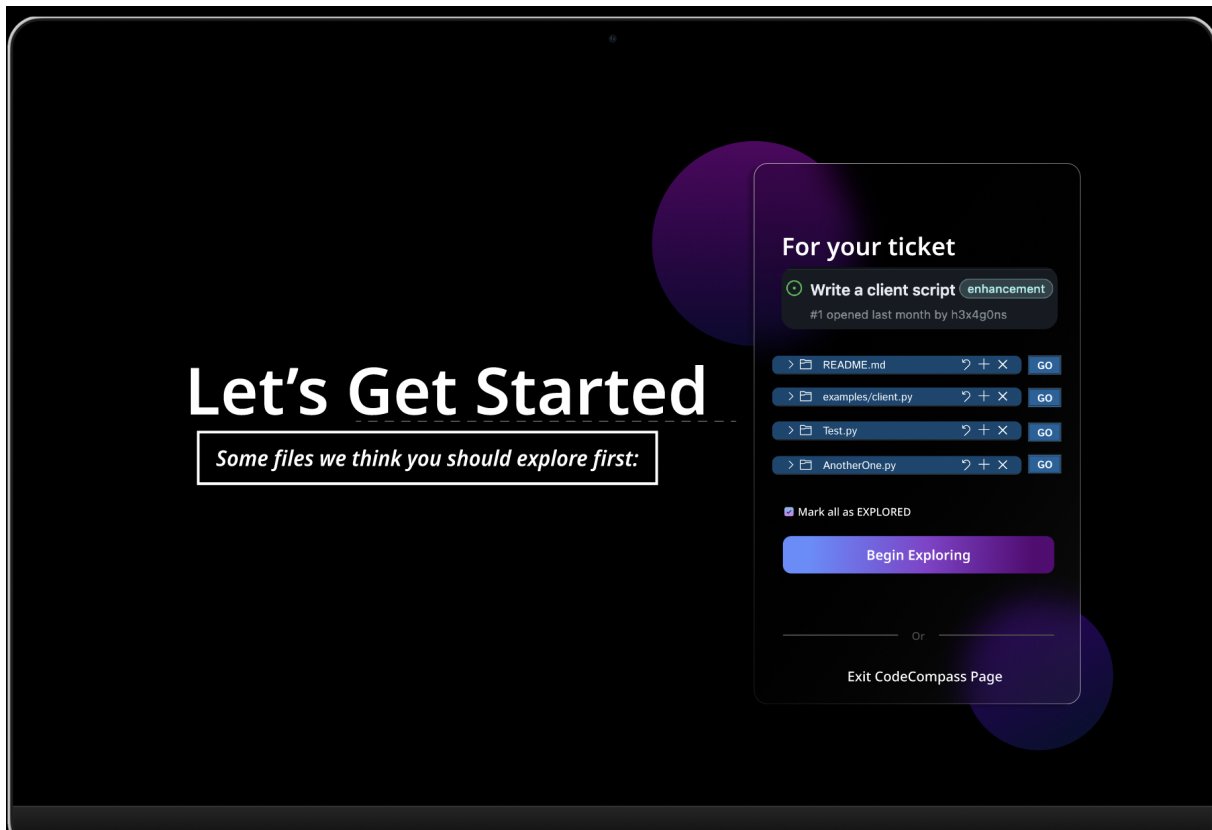 Let’s Get Started
Some files we think you should explore first:
For your ticket
Write a client script enhancement
#1 opened last month by h3x4g0ns
README.md GO
examples/client.py GO
Test.py GO
AnotherOne.py GO
Mark all as EXPLORED
Begin Exploring
Or
Exit CodeCompass Page